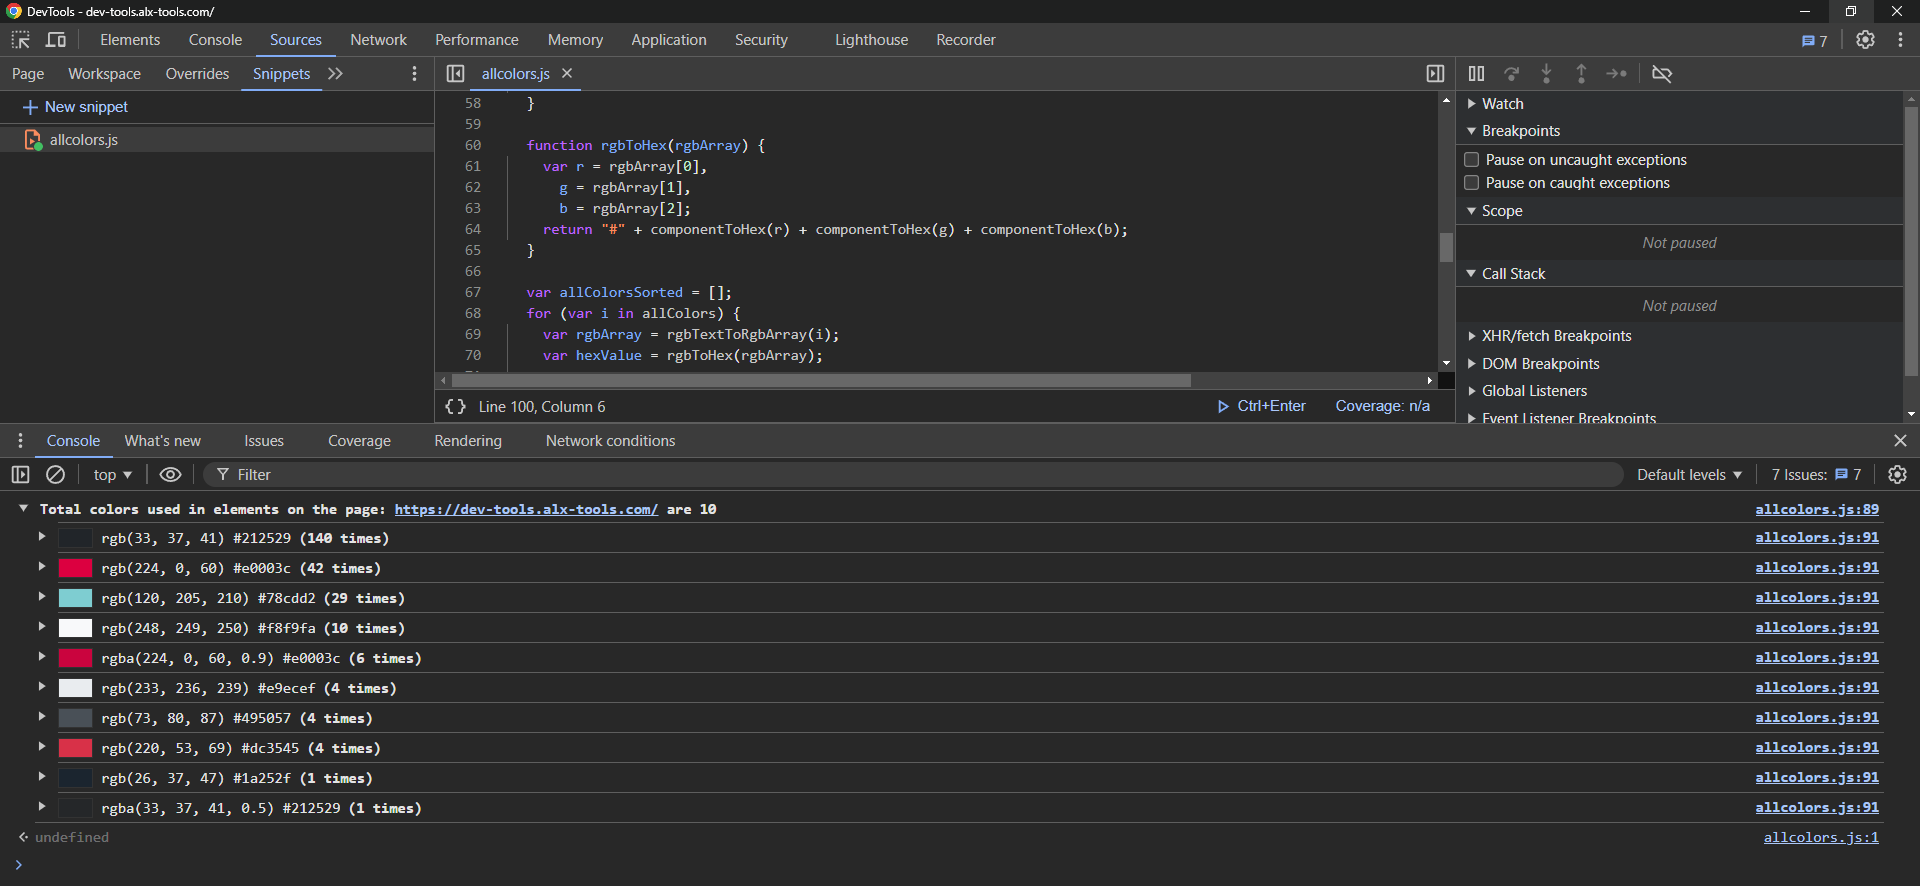 DevTools - dev-tools.alx-tools.com/
Elements Console Sources Network Performance Memory Application Security Lighthouse Recorder 7
Page Workspace Overrides Snippets
New snippet
allcolors.js
allcolors.js
58 }
59
60 function rgbToHex(rgbArray) {
61 var r = rgbArray[0],
62 g = rgbArray[1],
63 b = rgbArray[2];
64 return "#" + componentToHex(r) + componentToHex(g) + componentToHex(b);
65 }
66
67 var allColorsSorted = [];
68 for (var i in allColors) {
69 var rgbArray = rgbTextToRgbArray(i);
70 var hexValue = rgbToHex(rgbArray);
{} Line 100, Column 6 Ctrl+Enter Coverage: n/a
Watch
Breakpoints
Pause on uncaught exceptions
Pause on caught exceptions
Scope
Not paused
Call Stack
Not paused
XHR/fetch Breakpoints
DOM Breakpoints
Global Listeners
Event Listener Breakpoints
Console What's new Issues Coverage Rendering Network conditions
top Filter Default levels 7 Issues: 7
Total colors used in elements on the page: https://dev-tools.alx-tools.com/ are 10 allcolors.js:89
rgb(33, 37, 41) #212529 (140 times) allcolors.js:91
rgb(224, 0, 60) #e0003c (42 times) allcolors.js:91
rgb(120, 205, 210) #78cdd2 (29 times) allcolors.js:91
rgb(248, 249, 250) #f8f9fa (10 times) allcolors.js:91
rgba(224, 0, 60, 0.9) #e0003c (6 times) allcolors.js:91
rgb(233, 236, 239) #e9ecef (4 times) allcolors.js:91
rgb(73, 80, 87) #495057 (4 times) allcolors.js:91
rgb(220, 53, 69) #dc3545 (4 times) allcolors.js:91
rgb(26, 37, 47) #1a252f (1 times) allcolors.js:91
rgba(33, 37, 41, 0.5) #212529 (1 times) allcolors.js:91
undefined allcolors.js:1